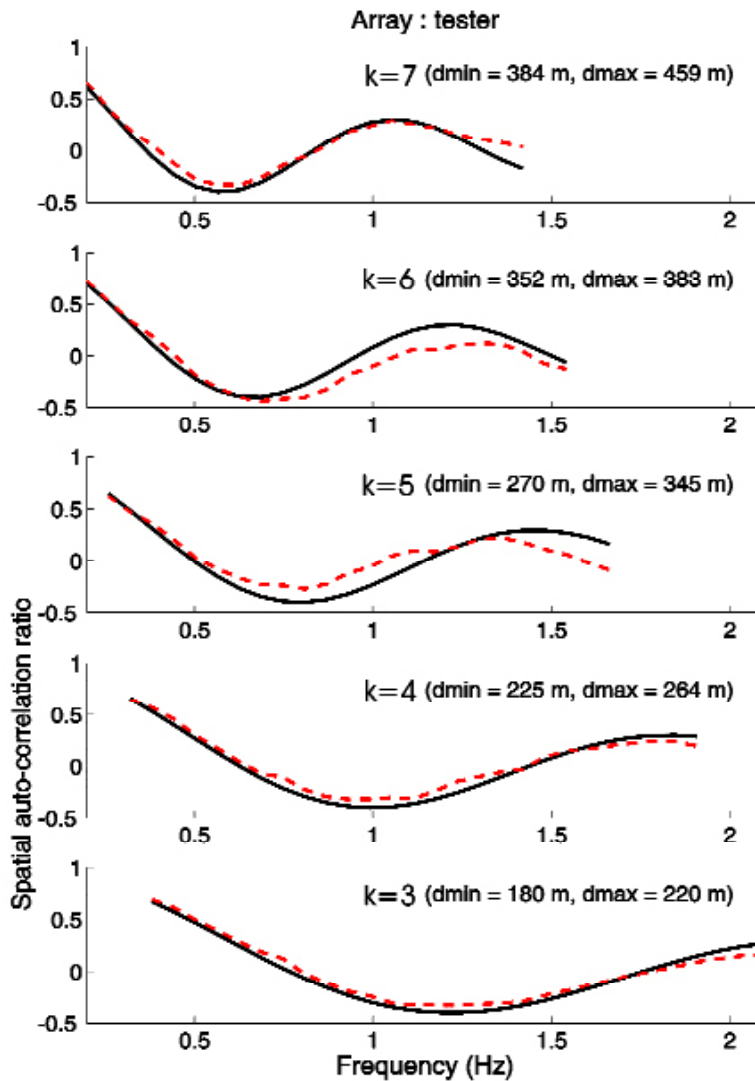 Array : tester
1
0.5
0
-0.5
k=7 (dmin = 384 m, dmax = 459 m)
0.5 1 1.5 2
1
0.5
0
-0.5
k=6 (dmin = 352 m, dmax = 383 m)
0.5 1 1.5 2
1
0.5
0
-0.5
k=5 (dmin = 270 m, dmax = 345 m)
0.5 1 1.5 2
1
0.5
0
-0.5
k=4 (dmin = 225 m, dmax = 264 m)
0.5 1 1.5 2
1
0.5
0
-0.5
k=3 (dmin = 180 m, dmax = 220 m)
0.5 1 1.5 2
Spatial auto-correlation ratio
Frequency (Hz)